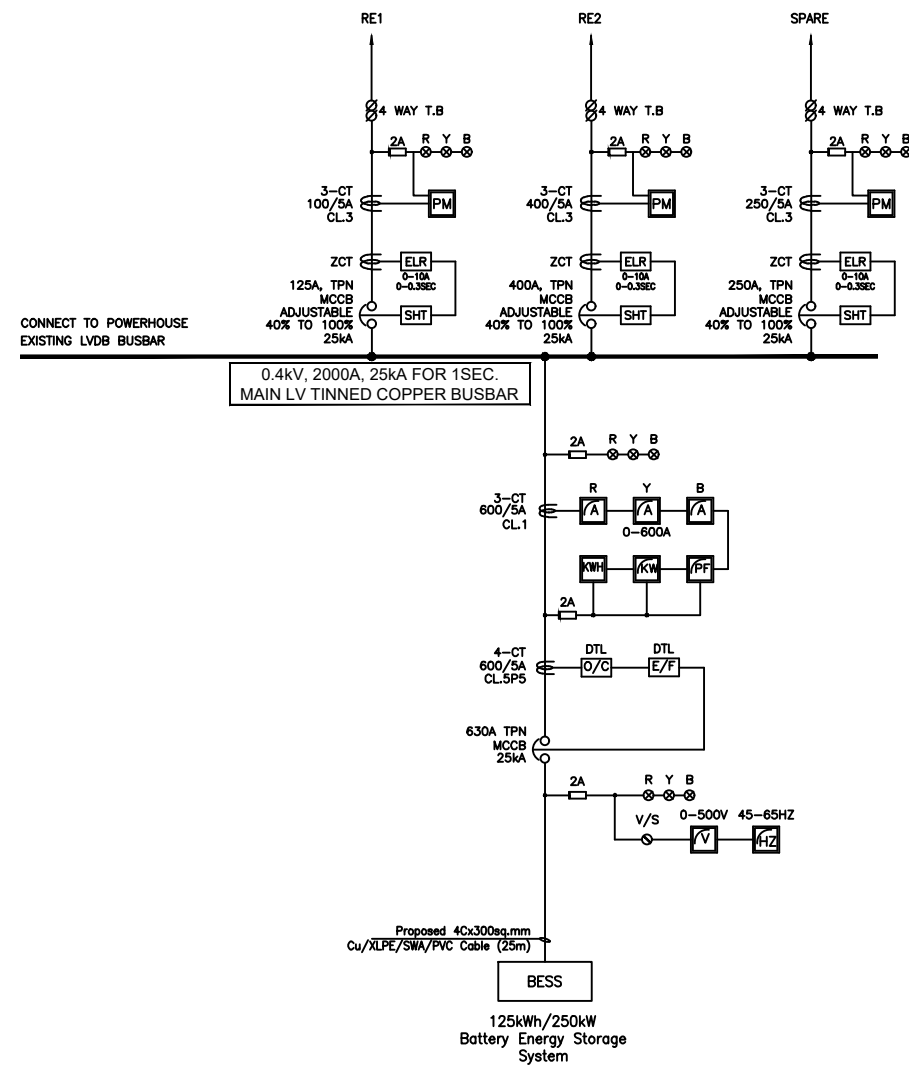 RE1
RE2
SPARE
4 WAY T.B
4 WAY T.B
4 WAY T.B
2A R Y B
2A R Y B
2A R Y B
3-CT
100/5A
CL.3
PM
3-CT
400/5A
CL.3
PM
3-CT
250/5A
CL.3
PM
ZCT
ELR
0-10A
0-0.3SEC
125A, TPN
MCCB
ADJUSTABLE
40% TO 100%
25kA
SHT
ZCT
ELR
0-10A
0-0.3SEC
400A, TPN
MCCB
ADJUSTABLE
40% TO 100%
25kA
SHT
ZCT
ELR
0-10A
0-0.3SEC
250A, TPN
MCCB
ADJUSTABLE
40% TO 100%
25kA
SHT
CONNECT TO POWERHOUSE
EXISTING LVDB BUSBAR
0.4kV, 2000A, 25kA FOR 1SEC.
MAIN LV TINNED COPPER BUSBAR
2A R Y B
3-CT
600/5A
CL.1
R Y B
A A A
0-600A
KWH KW PF
2A
4-CT
600/5A
CL.5P5
DTL DTL
O/C E/F
630A TPN
MCCB
25kA
2A R Y B
V/S 0-500V 45-65HZ
V HZ
Proposed 4Cx300sq.mm
Cu/XLPE/SWA/PVC Cable (25m)
BESS
125kWh/250kW
Battery Energy Storage
System